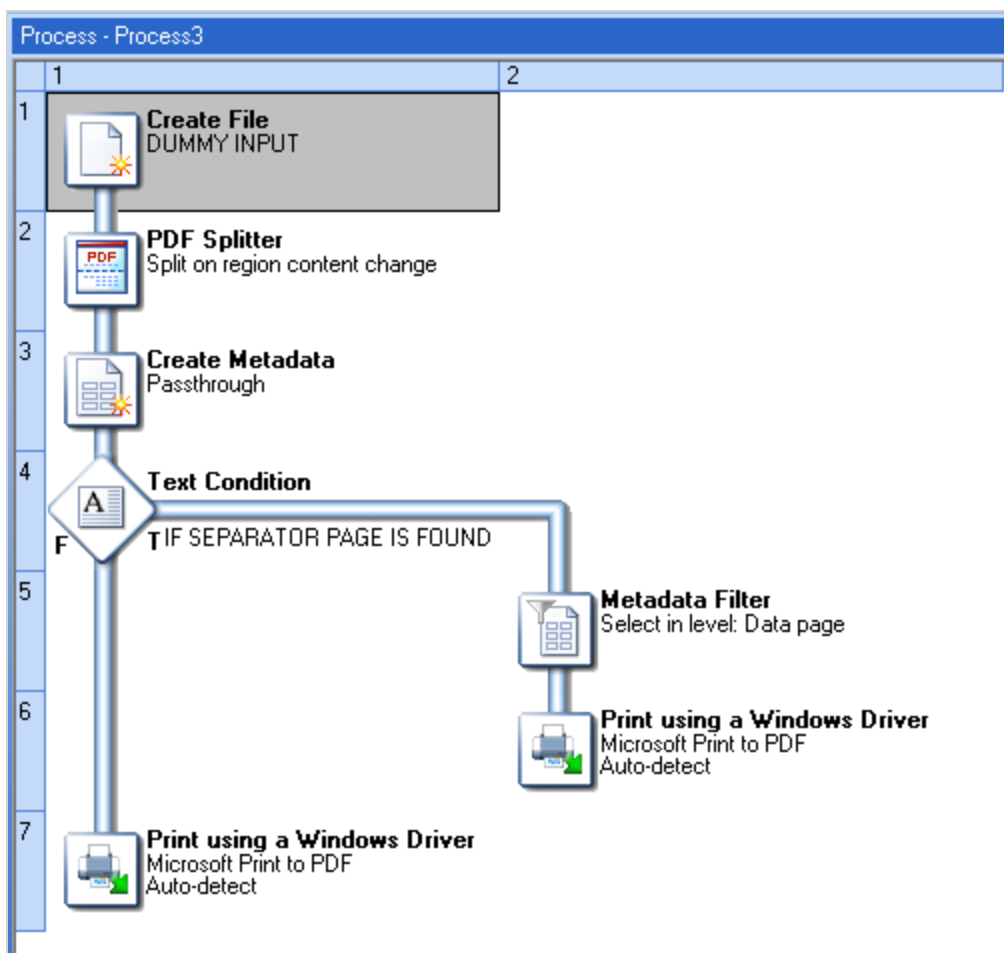 Process - Process3
1
2
1
Create File
DUMMY INPUT
2
PDF
PDF Splitter
Split on region content change
3
Create Metadata
Passthrough
4
A
Text Condition
F
T IF SEPARATOR PAGE IS FOUND
5
Metadata Filter
Select in level: Data page
6
Print using a Windows Driver
Microsoft Print to PDF
Auto-detect
7
Print using a Windows Driver
Microsoft Print to PDF
Auto-detect